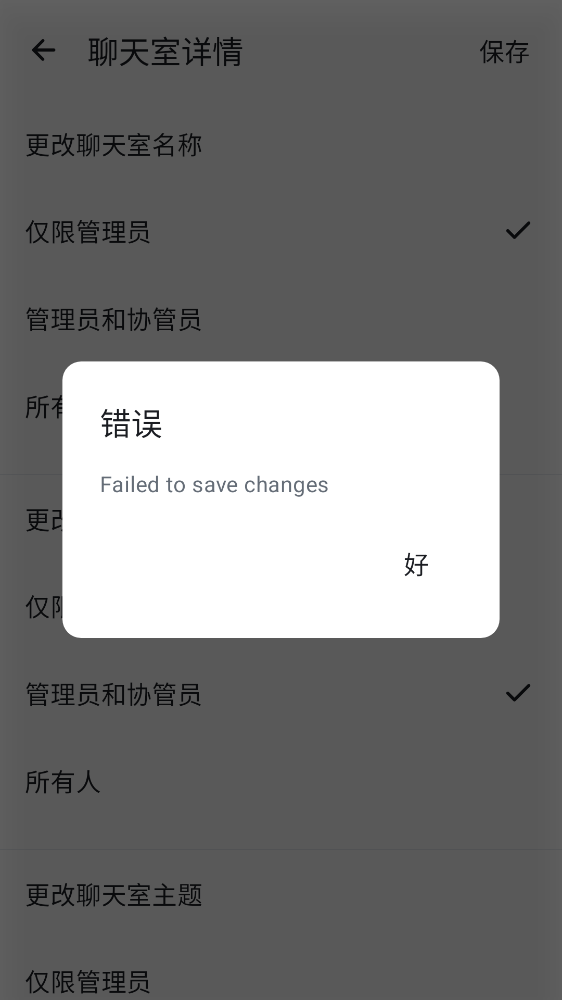 聊天室详情
保存
更改聊天室名称
仅限管理员
管理员和协管员
所
错误
Failed to save changes
好
更
仅
管理员和协管员
所有人
更改聊天室主题
仅限管理员